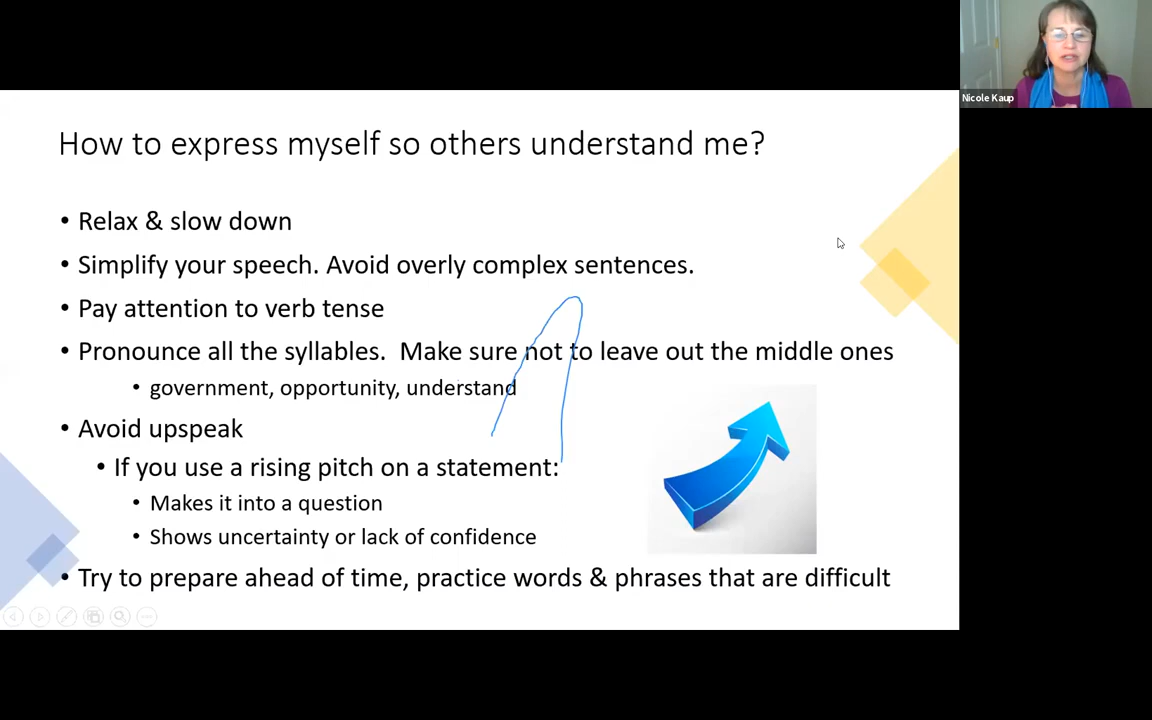 Nicole Kaup
How to express myself so others understand me?
• Relax & slow down
• Simplify your speech. Avoid overly complex sentences.
• Pay attention to verb tense
• Pronounce all the syllables.  Make sure not to leave out the middle ones
• government, opportunity, understand
• Avoid upspeak
• If you use a rising pitch on a statement:
• Makes it into a question
• Shows uncertainty or lack of confidence
• Try to prepare ahead of time, practice words & phrases that are difficult